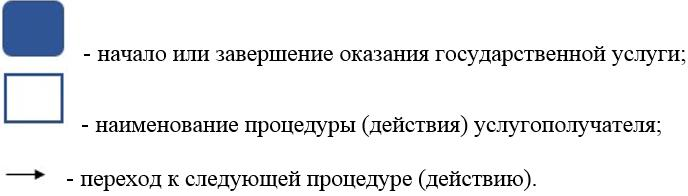 - начало или завершение оказания государственной услуги;
- наименование процедуры (действия) услугополучателя;
- переход к следующей процедуре (действию).